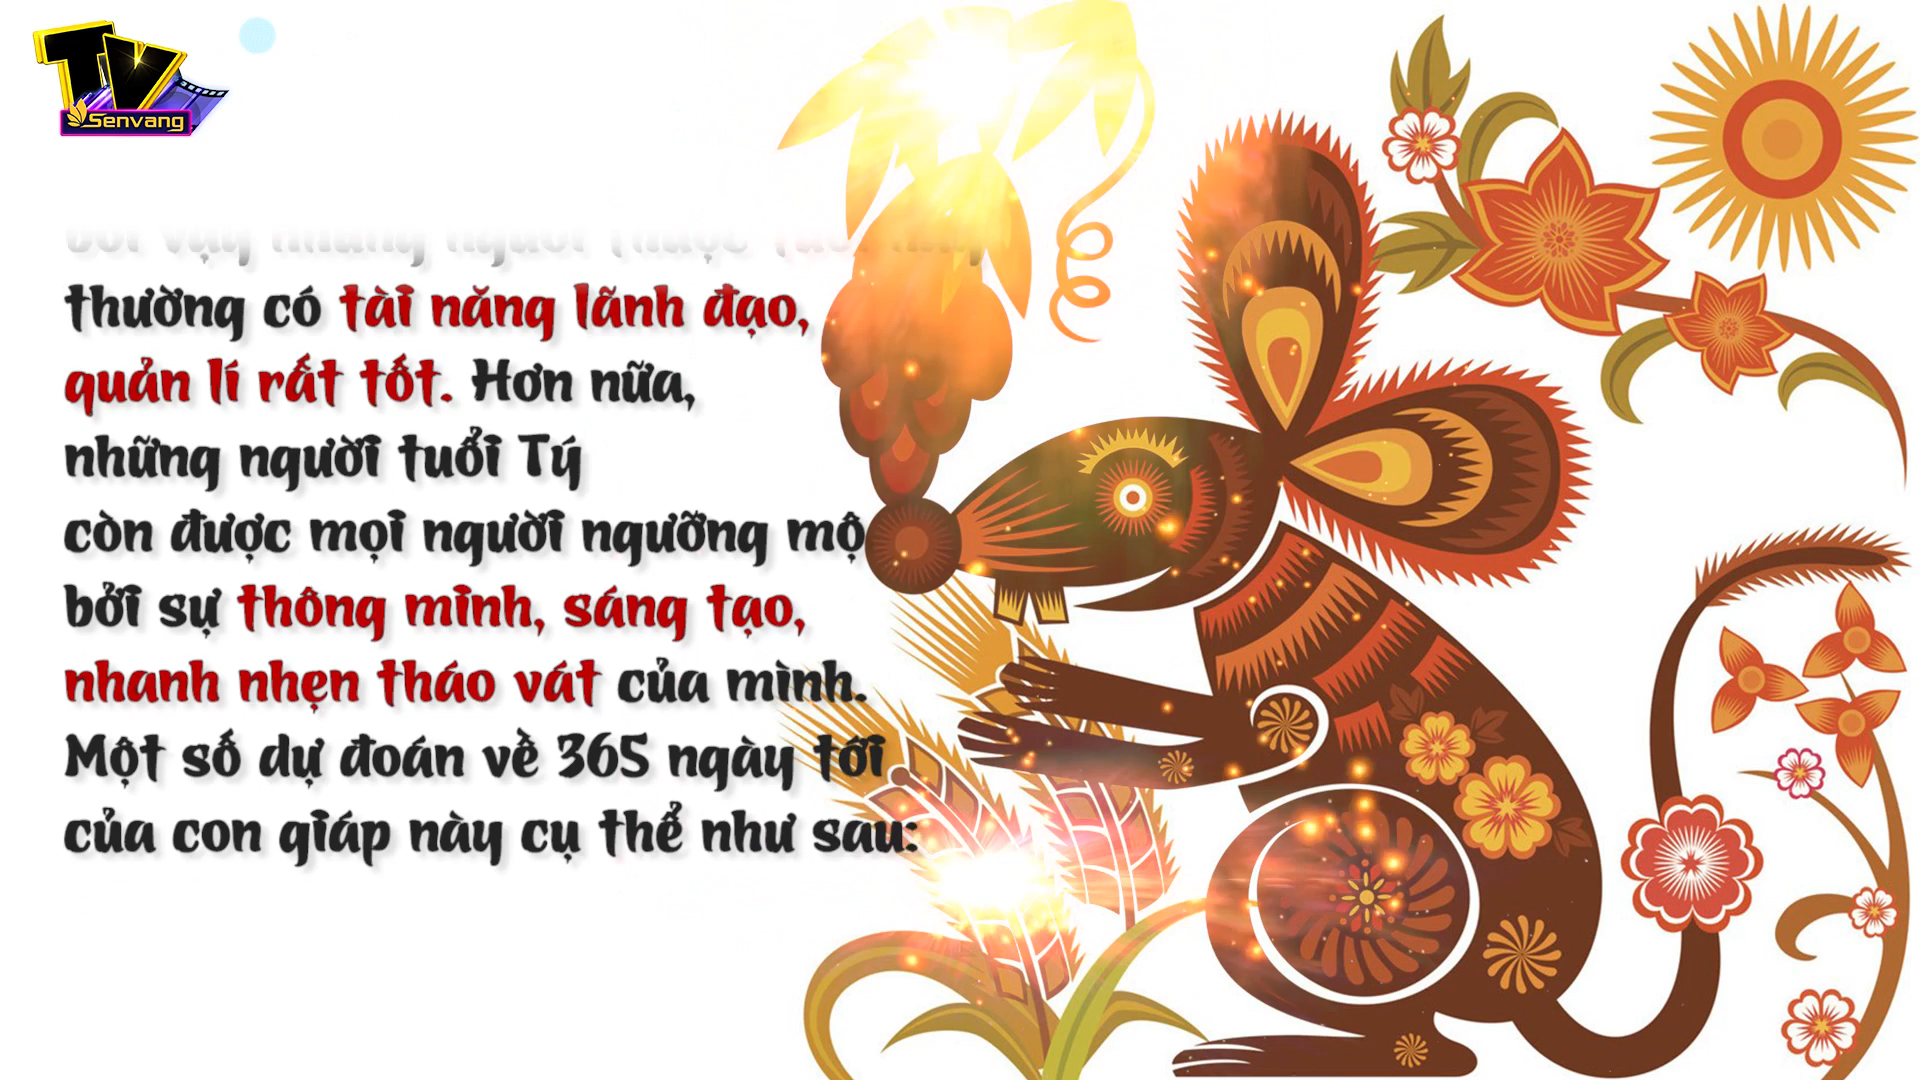 TV
Senvang
thường có tài năng lãnh đạo,
quản lí rất tốt. Hơn nữa,
những người tuổi Tý
còn được mọi người ngưỡng mộ
bởi sự thông minh, sáng tạo,
nhanh nhẹn tháo vát của mình.
Một số dự đoán về 365 ngày tới
của con giáp này cụ thể như sau: